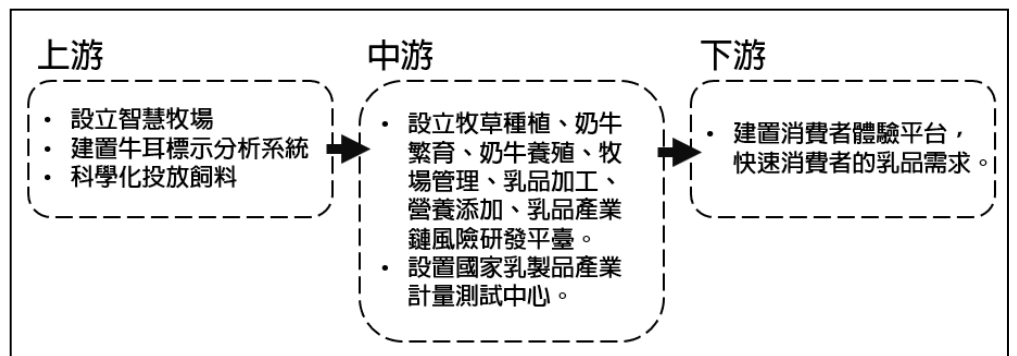 上游
• 設立智慧牧場
• 建置牛耳標示分析系統
• 科學化投放飼料
中游
• 設立牧草種植、奶牛
繁育、奶牛養殖、牧
場管理、乳品加工、
營養添加、乳品產業
鏈風險研發平臺。
• 設置國家乳製品產業
計量測試中心。
下游
• 建置消費者體驗平台，
快速消費者的乳品需求。